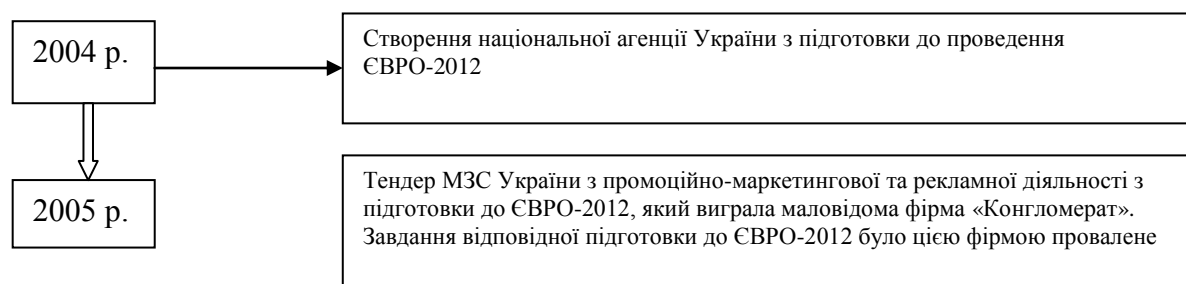 2004 р.
Створення національної агенції України з підготовки до проведення
ЄВРО-2012
2005 р.
Тендер МЗС України з промоційно-маркетингової та рекламної діяльності з
підготовки до ЄВРО-2012, який виграла маловідома фірма «Конгломерат».
Завдання відповідної підготовки до ЄВРО-2012 було цією фірмою провалене